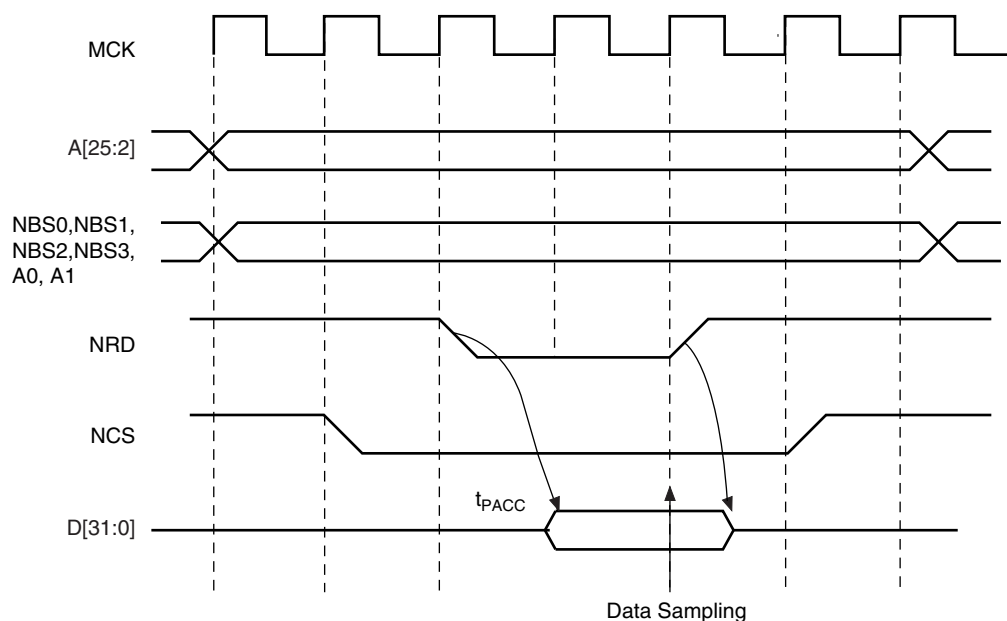 MCK
A[25:2]
NBS0,NBS1,
NBS2,NBS3,
A0, A1
NRD
NCS
tPACC
D[31:0]
Data Sampling